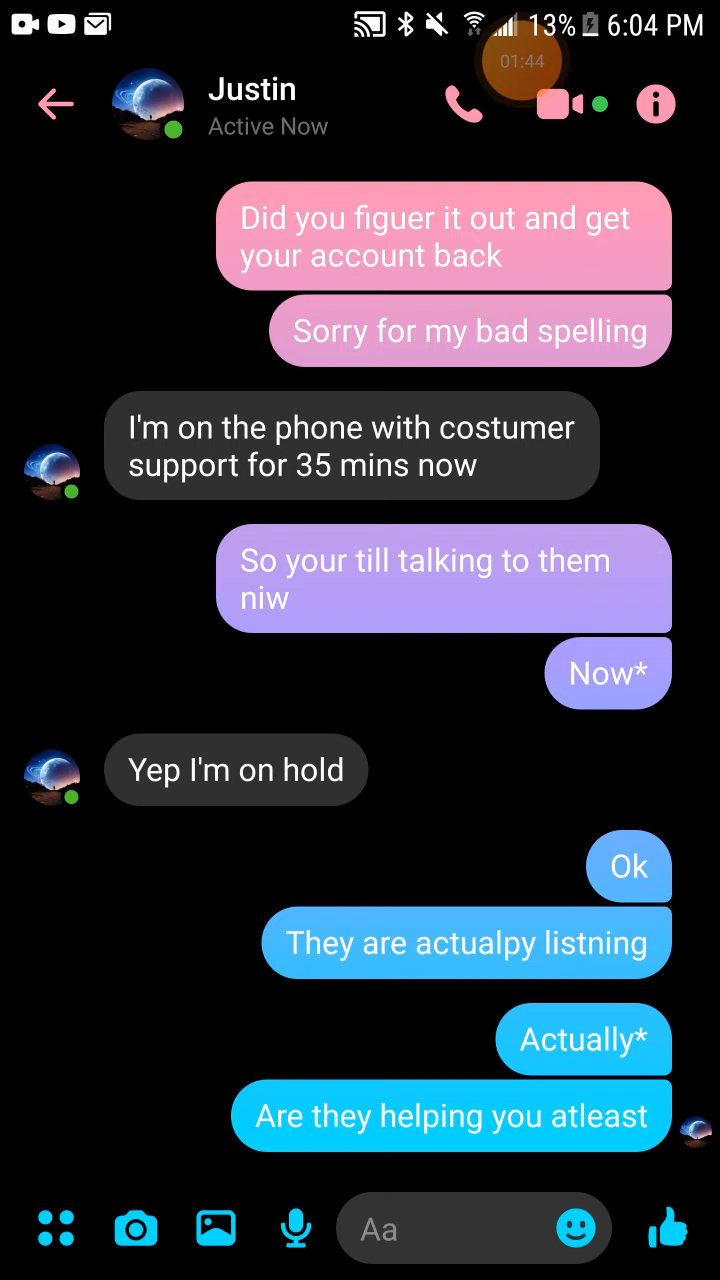 13% 6:04 PM
01:44
Justin
Active Now
Did you figuer it out and get
your account back
Sorry for my bad spelling
I'm on the phone with costumer
support for 35 mins now
So your till talking to them
niw
Now*
Yep I'm on hold
Ok
They are actualpy listning
Actually*
Are they helping you atleast
Aa